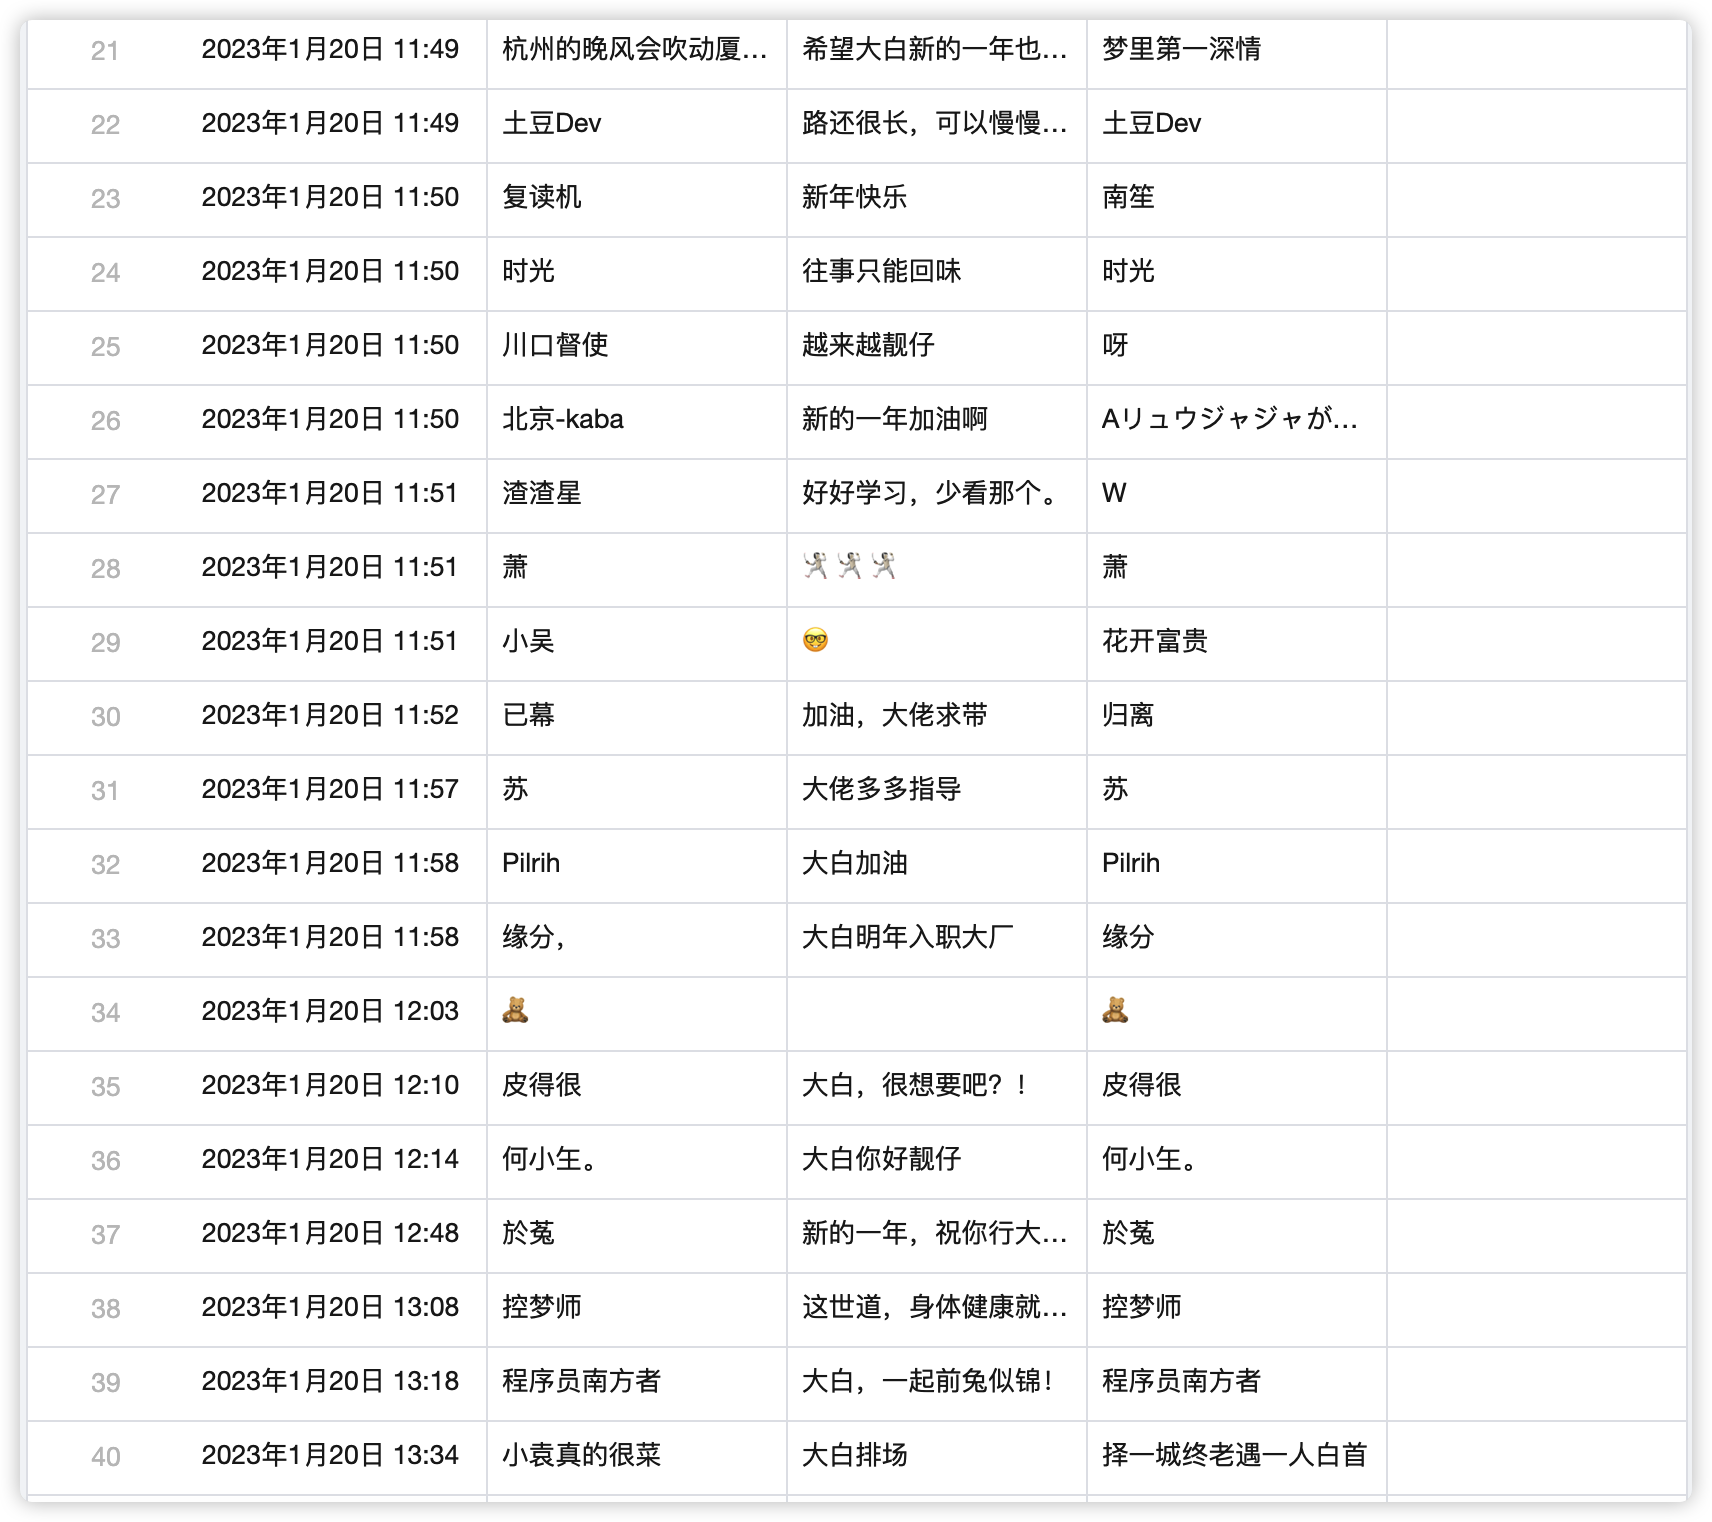 21 2023年1月20日 11:49 杭州的晚风会吹动厦... 希望大白新的一年也... 梦里第一深情
22 2023年1月20日 11:49 土豆Dev 路还很长，可以慢慢... 土豆Dev
23 2023年1月20日 11:50 复读机 新年快乐 南笙
24 2023年1月20日 11:50 时光 往事只能回味 时光
25 2023年1月20日 11:50 川口督使 越来越靓仔 呀
26 2023年1月20日 11:50 北京-kaba 新的一年加油啊 Aリュウジャジャが...
27 2023年1月20日 11:51 渣渣星 好好学习，少看那个。 W
28 2023年1月20日 11:51 萧 🤺🤺🤺 萧
29 2023年1月20日 11:51 小吴 🤓 花开富贵
30 2023年1月20日 11:52 已幕 加油，大佬求带 归离
31 2023年1月20日 11:57 苏 大佬多多指导 苏
32 2023年1月20日 11:58 Pilrih 大白加油 Pilrih
33 2023年1月20日 11:58 缘分， 大白明年入职大厂 缘分
34 2023年1月20日 12:03 🧸 🧸
35 2023年1月20日 12:10 皮得很 大白，很想要吧？！ 皮得很
36 2023年1月20日 12:14 何小生。 大白你好靓仔 何小生。
37 2023年1月20日 12:48 於菟 新的一年，祝你行大... 於菟
38 2023年1月20日 13:08 控梦师 这世道，身体健康就... 控梦师
39 2023年1月20日 13:18 程序员南方者 大白，一起前兔似锦！ 程序员南方者
40 2023年1月20日 13:34 小袁真的很菜 大白排场 择一城终老遇一人白首